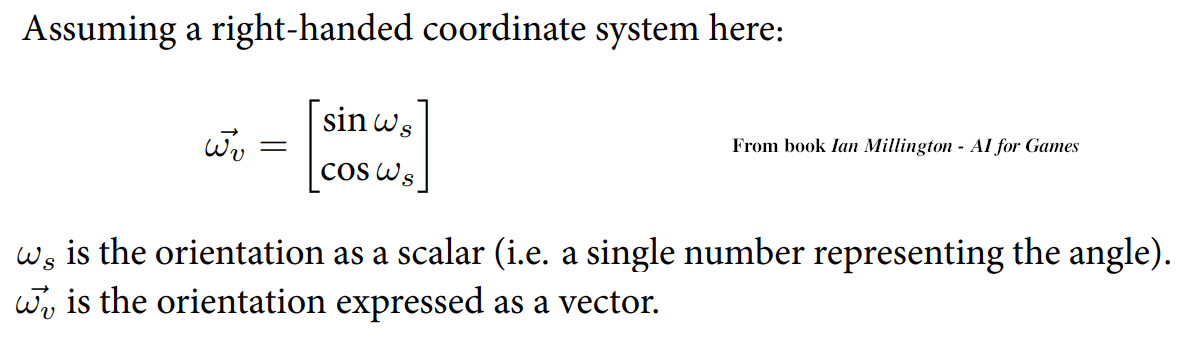 Assuming a right-handed coordinate system here:
$\vec{\omega_v} = \begin{bmatrix} \sin \omega_s \\ \cos \omega_s \end{bmatrix}$
From book Ian Millington - AI for Games
$\omega_s$ is the orientation as a scalar (i.e. a single number representing the angle).
$\vec{\omega_v}$ is the orientation expressed as a vector.